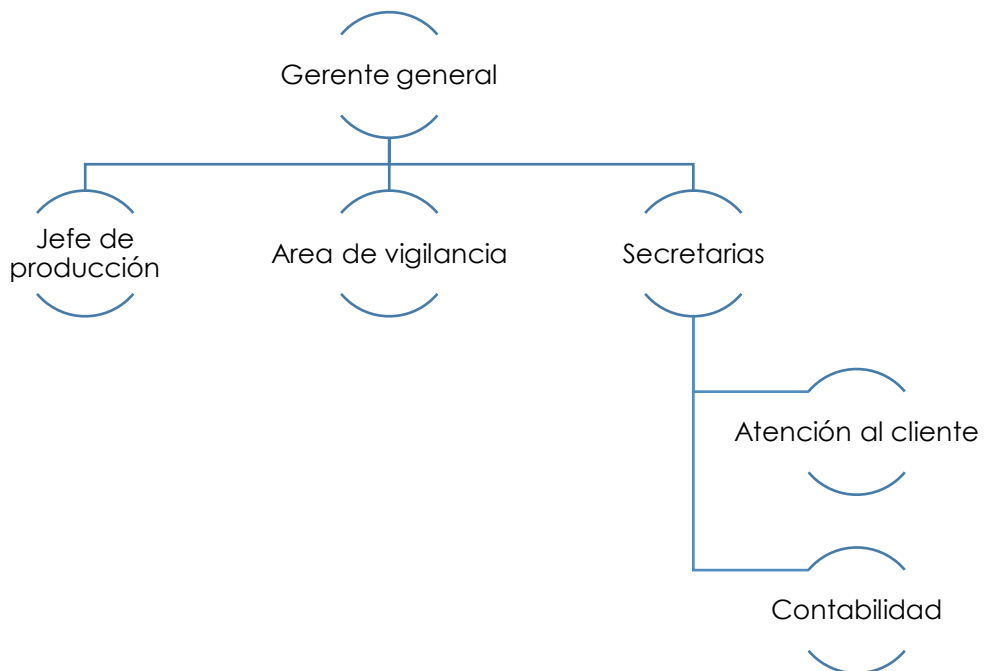 Gerente general
Jefe de
producción
Area de vigilancia
Secretarias
Atención al cliente
Contabilidad